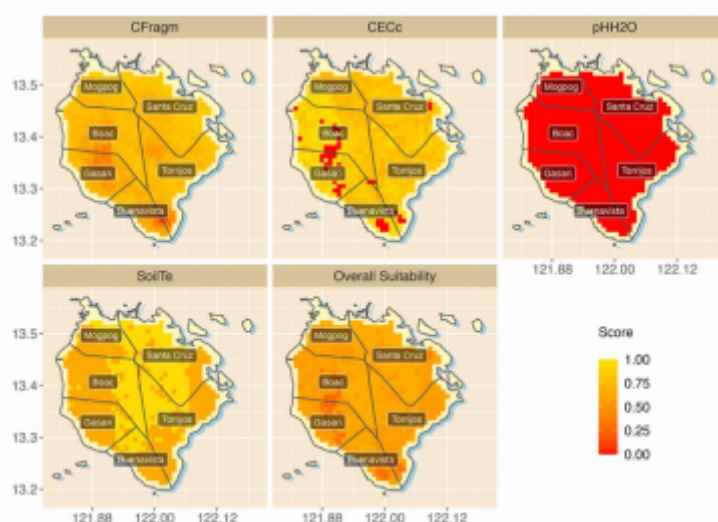 CFragm
CECc
pHH2O
13.5
13.4
13.3
13.2
Mogpog
Santa Cruz
Boac
Gasan
Torrijos
Buenavista
Mogpog
Santa Cruz
Boac
Gasan
Torrijos
Buenavista
Mogpog
Santa Cruz
Boac
Gasan
Torrijos
Buenavista
121.88 122.00 122.12
SoilTe
Overall Suitability
13.5
13.4
13.3
13.2
Mogpog
Santa Cruz
Boac
Gasan
Torrijos
Buenavista
Mogpog
Santa Cruz
Boac
Gasan
Torrijos
Buenavista
121.88 122.00 122.12
121.88 122.00 122.12
Score
1.00
0.75
0.50
0.25
0.00